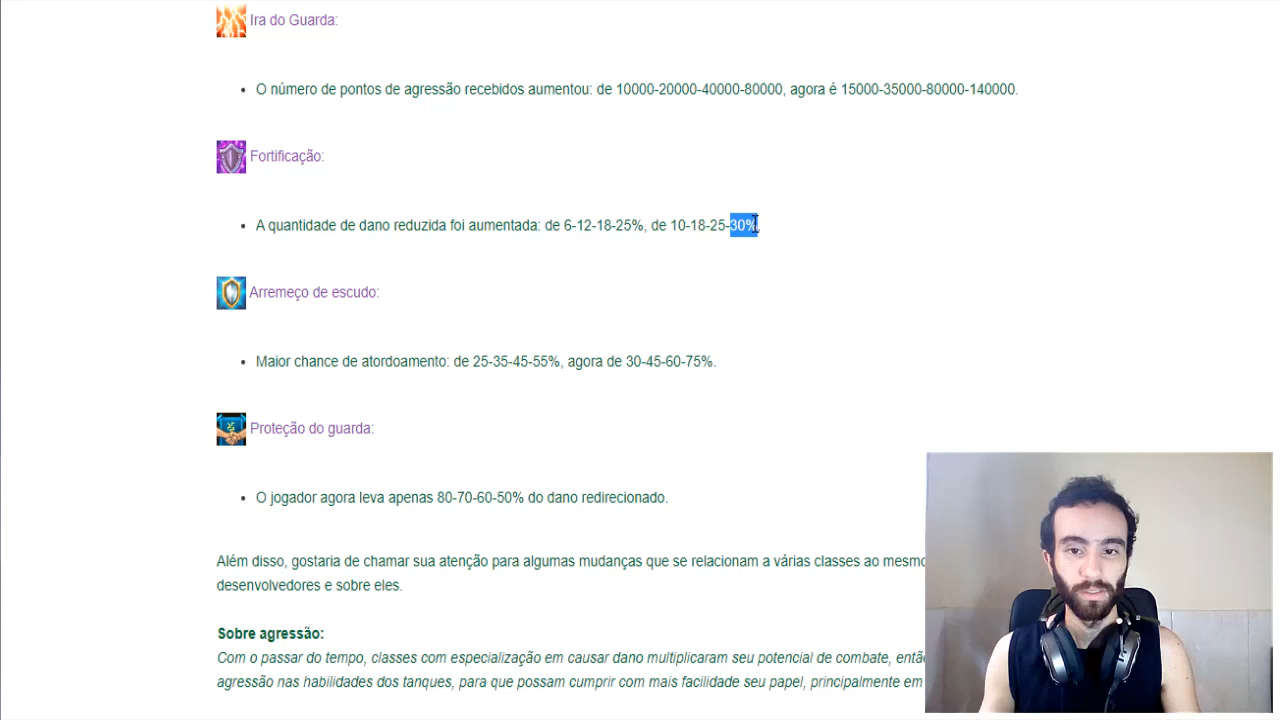 Ira do Guarda:
• O número de pontos de agressão recebidos aumentou: de 10000-20000-40000-80000, agora é 15000-35000-80000-140000.
Fortificação:
• A quantidade de dano reduzida foi aumentada: de 6-12-18-25%, de 10-18-25-30%.
Arremeço de escudo:
• Maior chance de atordoamento: de 25-35-45-55%, agora de 30-45-60-75%.
Proteção do guarda:
• O jogador agora leva apenas 80-70-60-50% do dano redirecionado.
Além disso, gostaria de chamar sua atenção para algumas mudanças que se relacionam a várias classes ao mesmo
desenvolvedores e sobre eles.
Sobre agressão:
Com o passar do tempo, classes com especialização em causar dano multiplicaram seu potencial de combate, então
agressão nas habilidades dos tanques, para que possam cumprir com mais facilidade seu papel, principalmente em